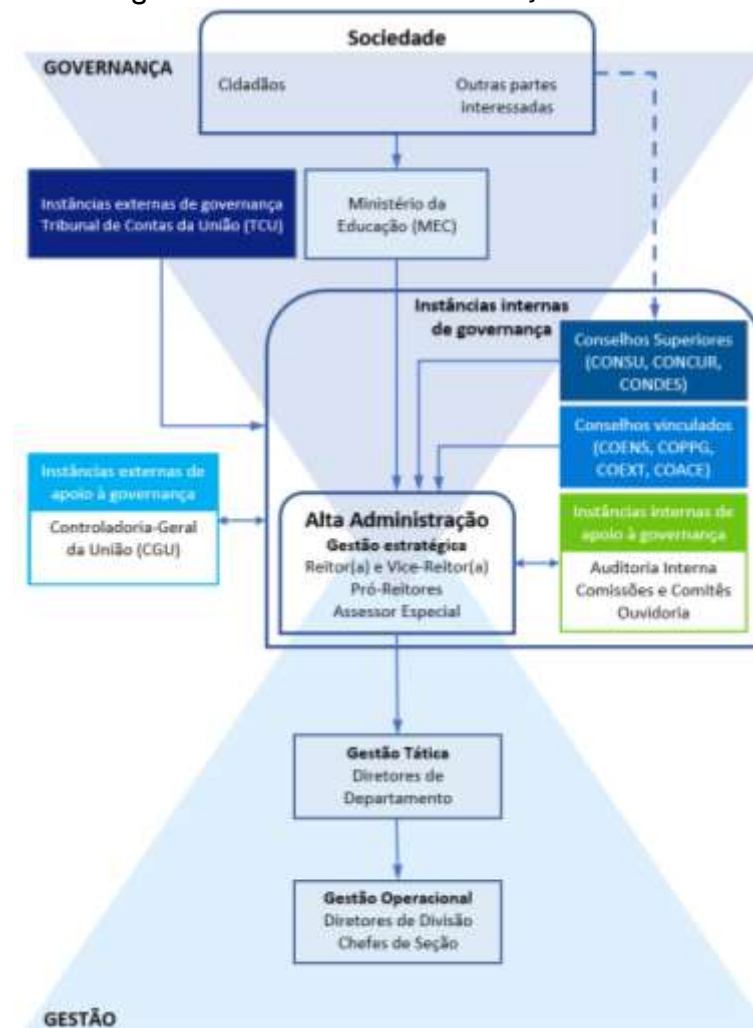 Sociedade
GOVERNANÇA
Cidadãos
Outras partes
interessadas
Instâncias externas de governança
Tribunal de Contas da União (TCU)
Ministério da
Educação (MEC)
Instâncias internas
de governança
Conselhos Superiores
(CONSU, CONCUR,
CONDES)
Conselhos vinculados
(COENS, COPPG,
COEXT, COACE)
Instâncias externas de
apoio à governança
Controladoria-Geral
da União (CGU)
Alta Administração
Gestão estratégica
Reitor(a) e Vice-Reitor(a)
Pró-Reitores
Assessor Especial
Instâncias internas de
apoio à governança
Auditoria Interna
Comissões e Comitês
Ouvidoria
Gestão Tática
Diretores de
Departamento
Gestão Operacional
Diretores de Divisão
Chefes de Seção
GESTÃO